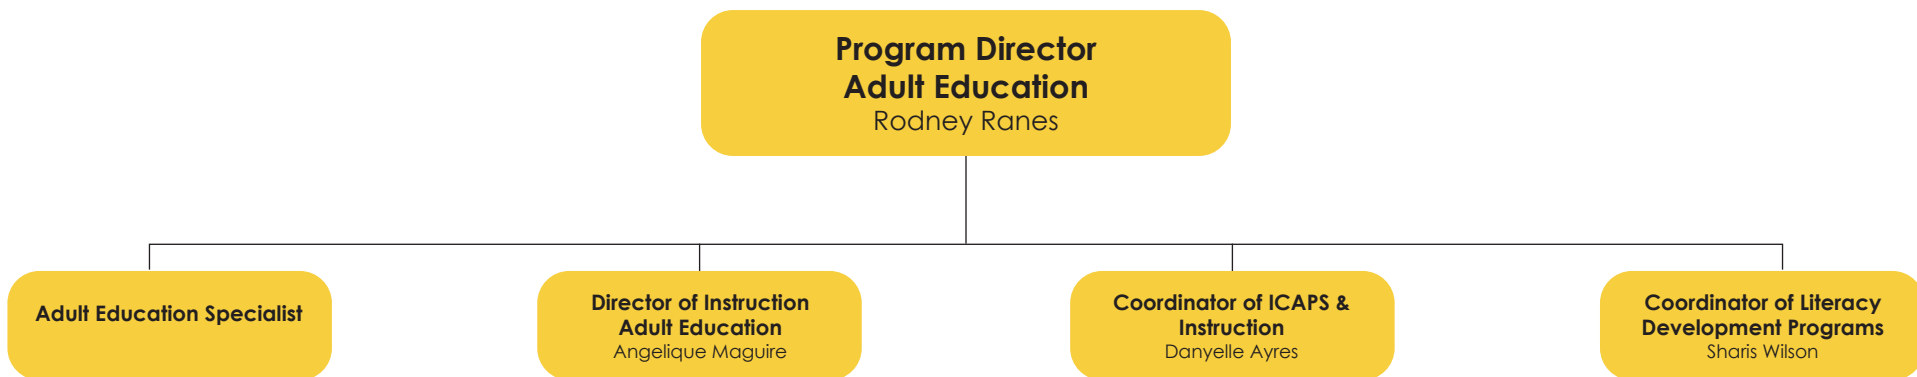 Program Director
Adult Education
Rodney Ranes
Adult Education Specialist
Director of Instruction
Adult Education
Angelique Maguire
Coordinator of ICAPS &
Instruction
Danyelle Ayres
Coordinator of Literacy
Development Programs
Sharis Wilson